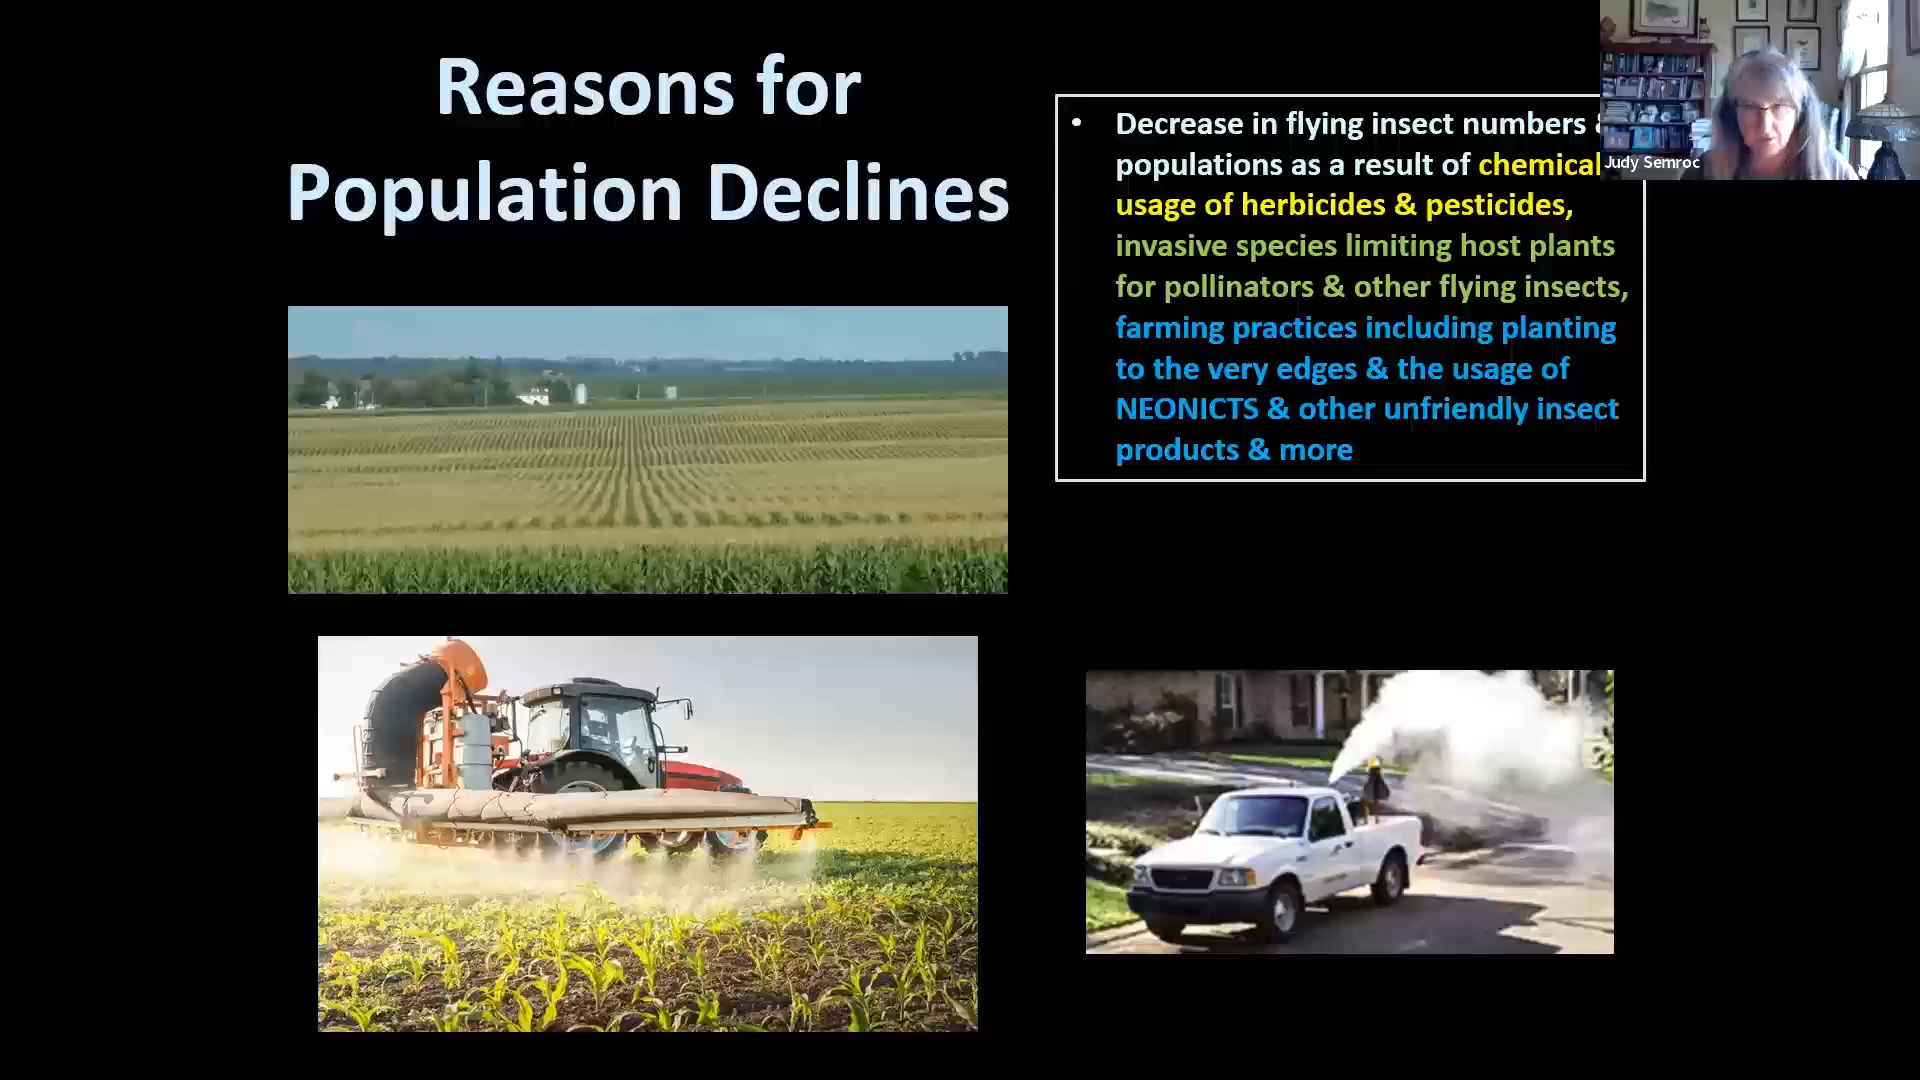 Reasons for
Population Declines
• Decrease in flying insect numbers
populations as a result of chemical
usage of herbicides & pesticides,
invasive species limiting host plants
for pollinators & other flying insects,
farming practices including planting
to the very edges & the usage of
NEONICTS & other unfriendly insect
products & more
Judy Semroc